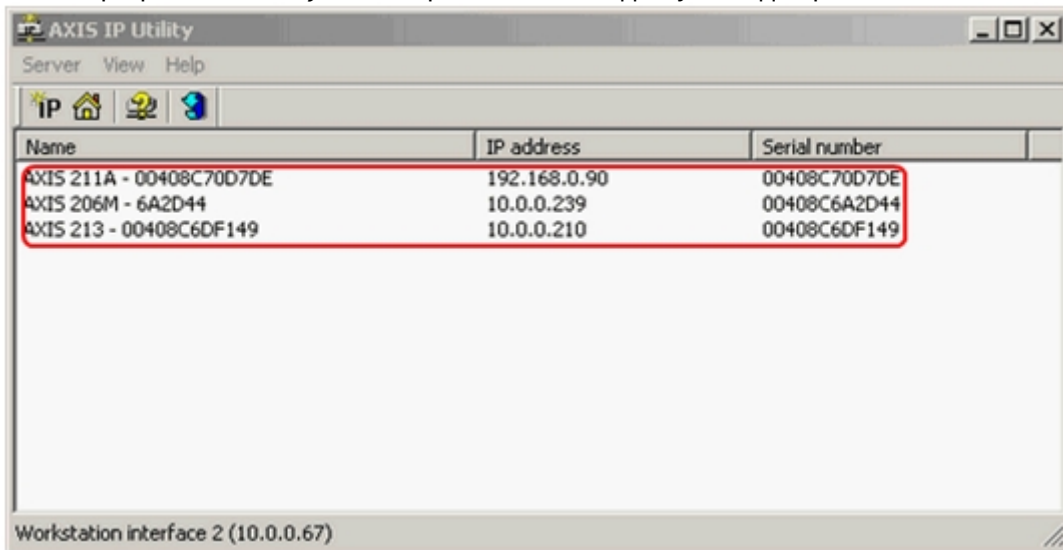 AXIS IP Utility
Server View Help
IP
Name IP address Serial number
AXIS 211A - 00408C70D7DE 192.168.0.90 00408C70D7DE
AXIS 206M - 6A2D44 10.0.0.239 00408C6A2D44
AXIS 213 - 00408C6DF149 10.0.0.210 00408C6DF149
Workstation interface 2 (10.0.0.67)